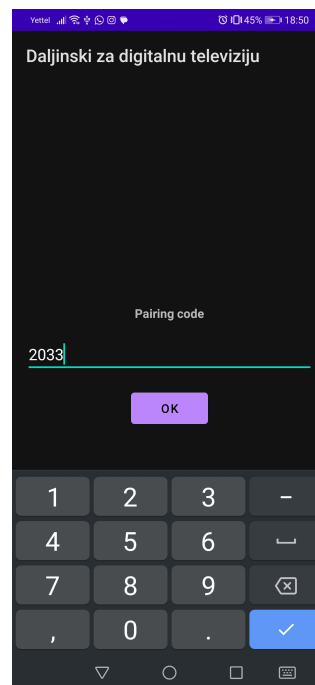 Yettel 45% 18:50
Daljinski za digitalnu televiziju
Pairing code
2033
OK
1 2 3 –
4 5 6
7 8 9
, 0 .